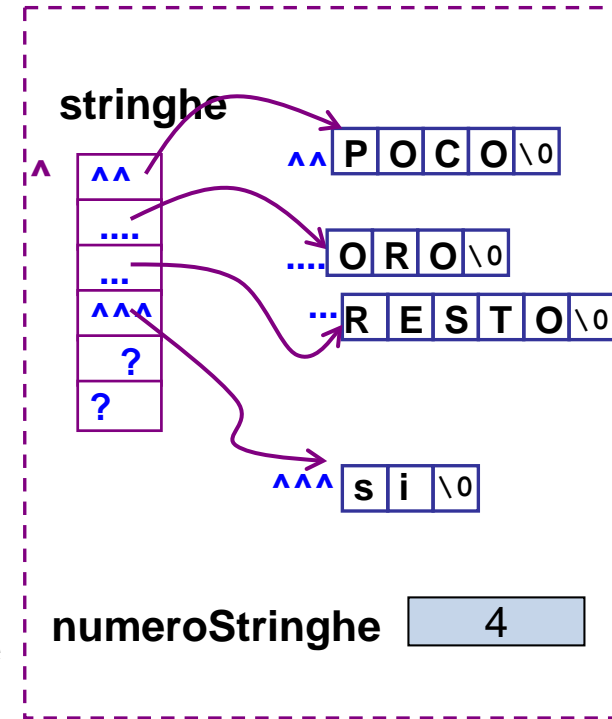 stringhe
^^ P O C O \0
^ ^^
....
.... O R O \0
...
... R E S T O \0
^^^
?
?
^^^ s i \0
numeroStringhe 4